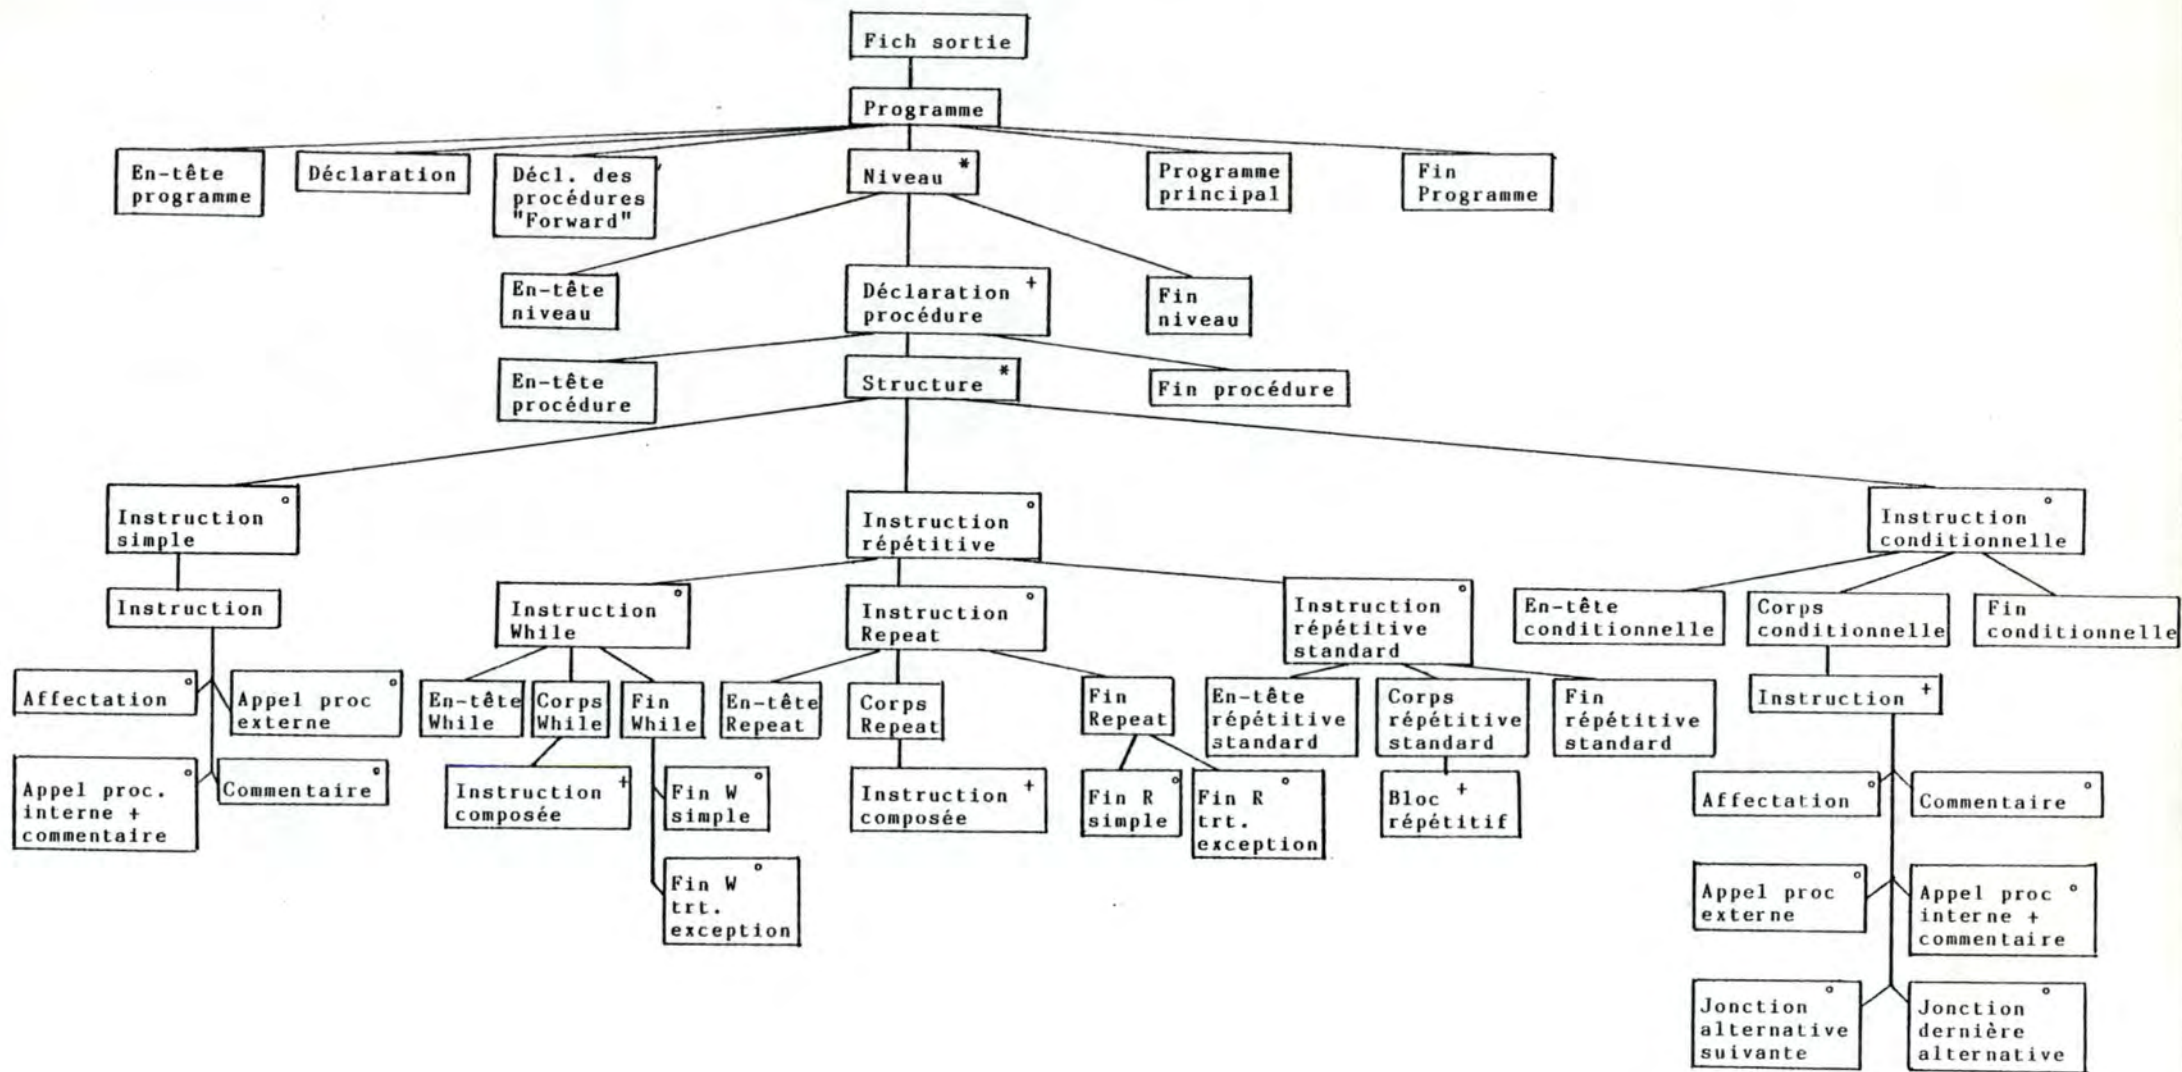 Fich sortie
Programme
En-tête
programme
Déclaration
Décl. des
procédures
"Forward"
Niveau *
Programme
principal
Fin
Programme
En-tête
niveau
Déclaration +
procédure
Fin
niveau
En-tête
procédure
Structure *
Fin procédure
Instruction °
simple
Instruction °
répétitive
Instruction °
conditionnelle
Instruction
Instruction °
While
Instruction °
Repeat
Instruction °
répétitive
standard
En-tête
conditionnelle
Corps
conditionnelle
Fin
conditionnelle
Affectation °
Appel proc °
externe
En-tête
While
Corps
While
Fin
While
En-tête
Repeat
Corps
Repeat
Fin
Repeat
En-tête
répétitive
standard
Corps
répétitive
standard
Fin
répétitive
standard
Instruction +
Appel proc. °
interne +
commentaire
Commentaire °
Instruction +
composée
Fin W °
simple
Instruction +
composée
Fin R °
simple
Fin R °
trt.
exception
Bloc +
répétitif
Affectation °
Commentaire °
Fin W °
trt.
exception
Appel proc °
externe
Appel proc °
interne +
commentaire
Jonction °
alternative
suivante
Jonction °
dernière
alternative